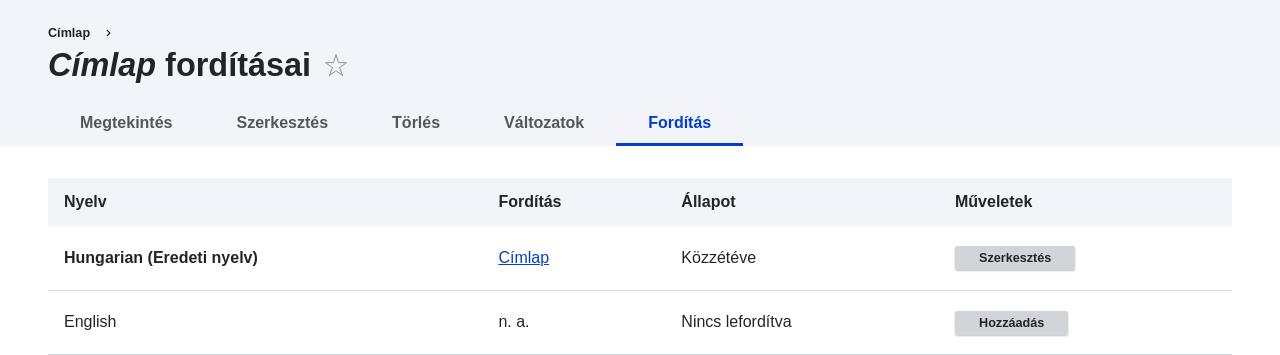 Címlap
Címlap fordításai
Megtekintés Szerkesztés Törlés Változatok Fordítás
Nyelv Fordítás Állapot Műveletek
Hungarian (Eredeti nyelv) Címlap Közzétéve Szerkesztés
English n. a. Nincs lefordítva Hozzáadás